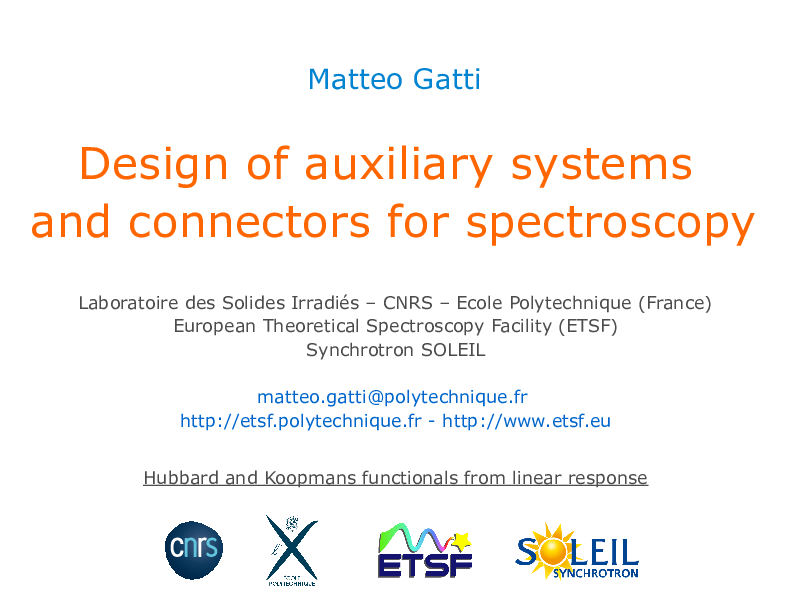 Matteo Gatti
Design of auxiliary systems
and connectors for spectroscopy
Laboratoire des Solides Irradiés – CNRS – Ecole Polytechnique (France)
European Theoretical Spectroscopy Facility (ETSF)
Synchrotron SOLEIL
matteo.gatti@polytechnique.fr
http://etsf.polytechnique.fr - http://www.etsf.eu
Hubbard and Koopmans functionals from linear response
cnrs
ECOLE
POLYTECHNIQUE
ETSF
SOLEIL
SYNCHROTRON